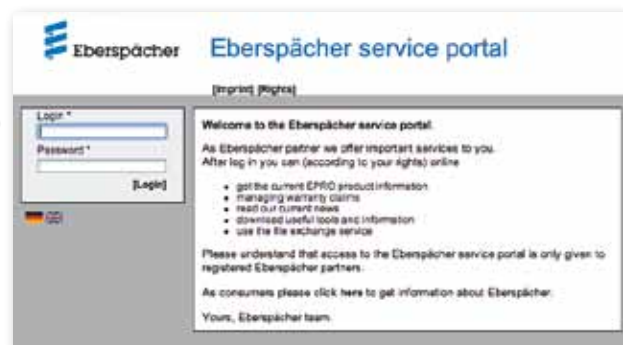 Eberspächer
Eberspächer service portal
[Imprint] [Rights]
Login *
Password *
[Login]
Welcome to the Eberspächer service portal.
As Eberspächer partner we offer important services to you.
After log in you can (according to your rights) online
• get the current EPRO product information
• managing warranty claims
• read our current news
• download useful tools and information
• use the file exchange service
Please understand that access to the Eberspächer service portal is only given to
registered Eberspächer partners.
As consumers please click here to get information about Eberspächer.
Yours, Eberspächer team